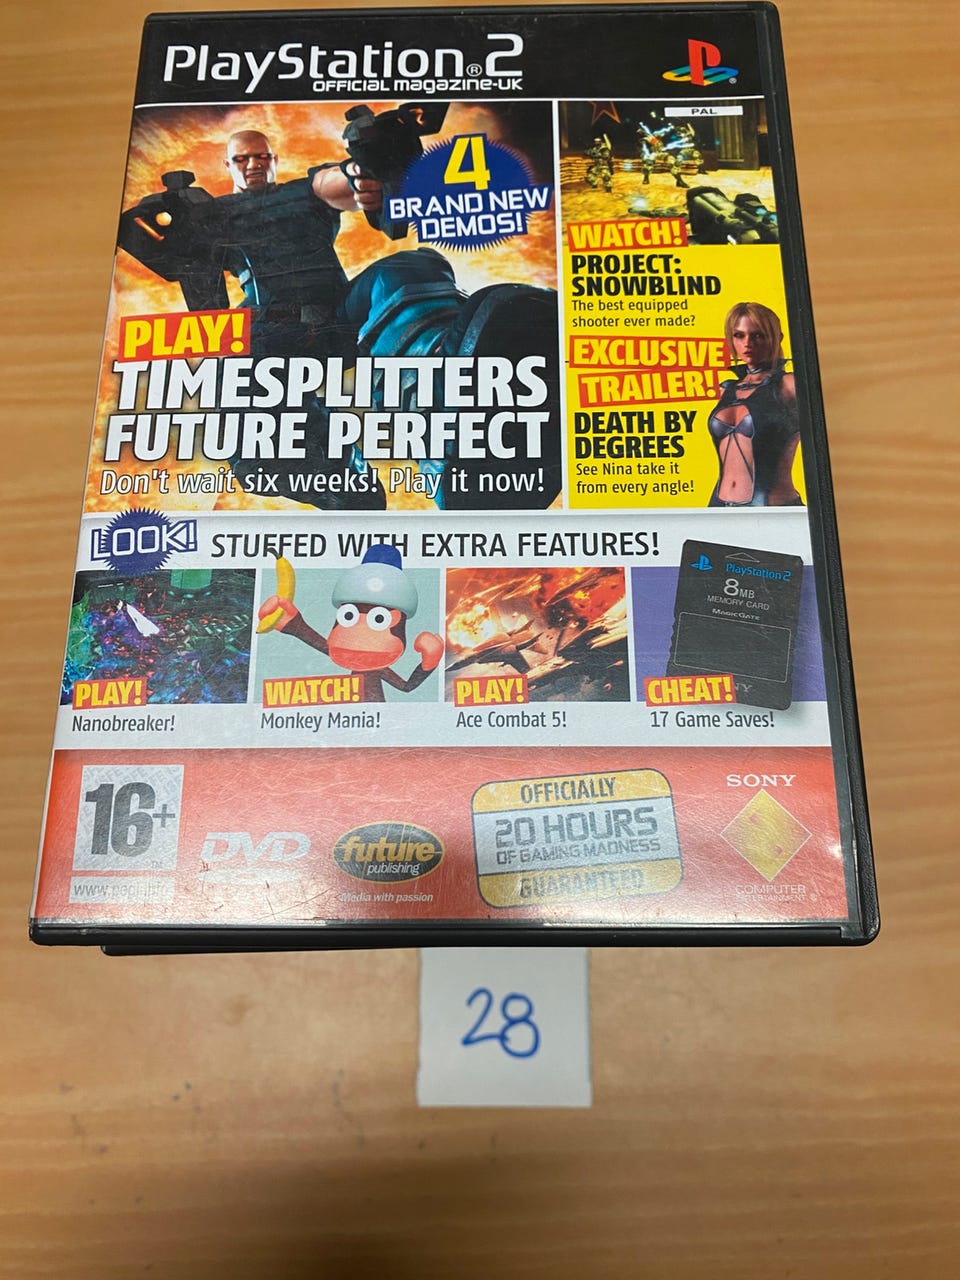 PlayStation®2
OFFICIAL magazine-UK
PAL
4
BRAND NEW
DEMOS!
PLAY!
TIMESPLITTERS
FUTURE PERFECT
Don't wait six weeks! Play it now!
WATCH!
PROJECT:
SNOWBLIND
The best equipped
shooter ever made?
EXCLUSIVE
TRAILER!
DEATH BY
DEGREES
See Nina take it
from every angle!
LOOK! STUFFED WITH EXTRA FEATURES!
PLAY!
Nanobreaker!
WATCH!
Monkey Mania!
PLAY!
Ace Combat 5!
PlayStation 2
8MB
MEMORY CARD
MagicGate
CHEAT!
17 Game Saves!
16+
DVD
future
publishing
Media with passion
OFFICIALLY
20 HOURS
OF GAMING MADNESS
GUARANTEED
SONY
COMPUTER
28